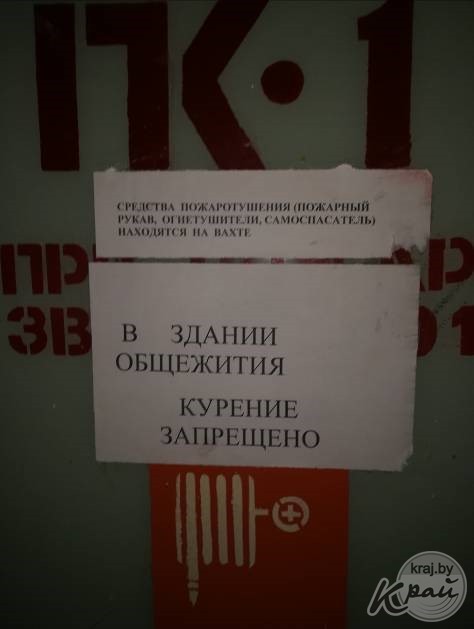 ПК·1
СРЕДСТВА ПОЖАРОТУШЕНИЯ (ПОЖАРНЫЙ
РУКАВ, ОГНЕТУШИТЕЛИ, САМОСПАСАТЕЛЬ)
НАХОДЯТСЯ НА ВАХТЕ
В ЗДАНИИ
ОБЩЕЖИТИЯ
КУРЕНИЕ
ЗАПРЕЩЕНО
kraj.by
Край